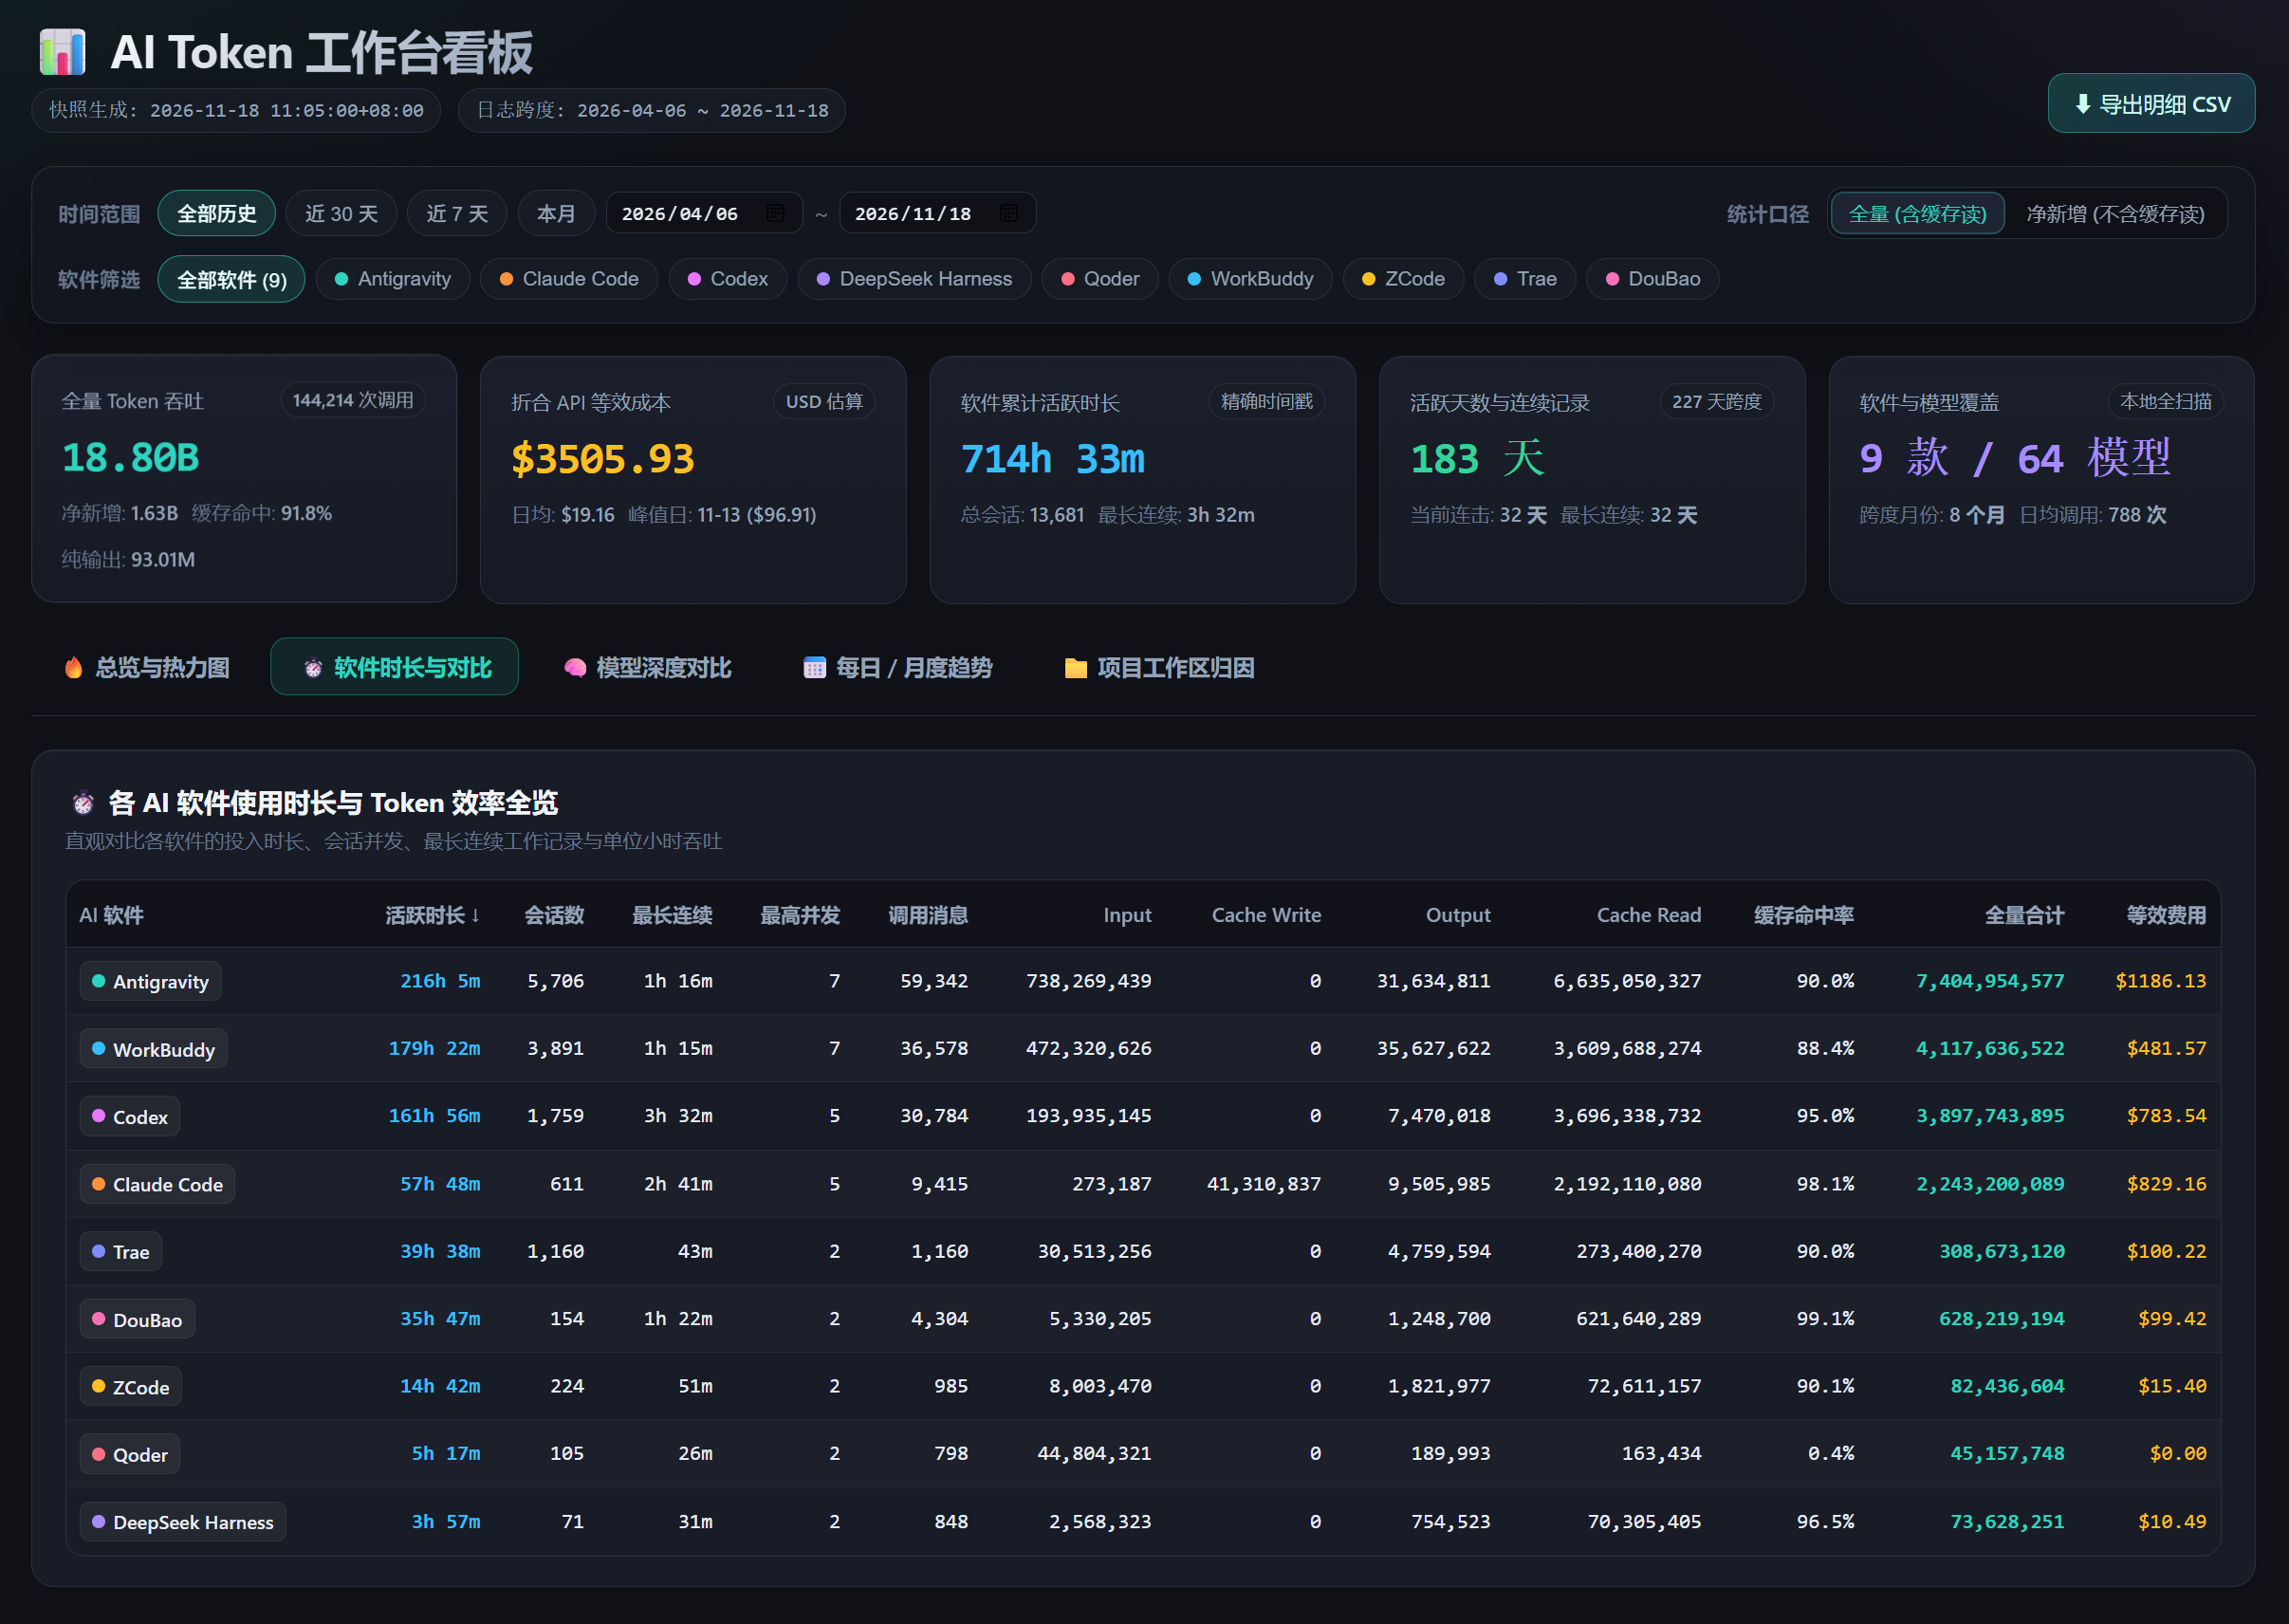 AI Token 工作台看板
快照生成: 2026-11-18 11:05:00+08:00 日志跨度: 2026-04-06 ~ 2026-11-18
⬇ 导出明细 CSV
时间范围 全部历史 近 30 天 近 7 天 本月 2026/04/06 ~ 2026/11/18 统计口径 全量 (含缓存读) 净新增 (不含缓存读)
软件筛选 全部软件 (9) Antigravity Claude Code Codex DeepSeek Harness Qoder WorkBuddy ZCode Trae DouBao
全量 Token 吞吐 144,214 次调用
18.80B
净新增: 1.63B 缓存命中: 91.8%
纯输出: 93.01M
折合 API 等效成本 USD 估算
$3505.93
日均: $19.16 峰值日: 11-13 ($96.91)
软件累计活跃时长 精确时间戳
714h 33m
总会话: 13,681 最长连续: 3h 32m
活跃天数与连续记录 227 天跨度
183 天
当前连击: 32 天 最长连续: 32 天
软件与模型覆盖 本地全扫描
9 款 / 64 模型
跨度月份: 8 个月 日均调用: 788 次
总览与热力图 软件时长与对比 模型深度对比 每日 / 月度趋势 项目工作区归因
各 AI 软件使用时长与 Token 效率全览
直观对比各软件的投入时长、会话并发、最长连续工作记录与单位小时吞吐
AI 软件 活跃时长 ↓ 会话数 最长连续 最高并发 调用消息 Input Cache Write Output Cache Read 缓存命中率 全量合计 等效费用
Antigravity 216h 5m 5,706 1h 16m 7 59,342 738,269,439 0 31,634,811 6,635,050,327 90.0% 7,404,954,577 $1186.13
WorkBuddy 179h 22m 3,891 1h 15m 7 36,578 472,320,626 0 35,627,622 3,609,688,274 88.4% 4,117,636,522 $481.57
Codex 161h 56m 1,759 3h 32m 5 30,784 193,935,145 0 7,470,018 3,696,338,732 95.0% 3,897,743,895 $783.54
Claude Code 57h 48m 611 2h 41m 5 9,415 273,187 41,310,837 9,505,985 2,192,110,080 98.1% 2,243,200,089 $829.16
Trae 39h 38m 1,160 43m 2 1,160 30,513,256 0 4,759,594 273,400,270 90.0% 308,673,120 $100.22
DouBao 35h 47m 154 1h 22m 2 4,304 5,330,205 0 1,248,700 621,640,289 99.1% 628,219,194 $99.42
ZCode 14h 42m 224 51m 2 985 8,003,470 0 1,821,977 72,611,157 90.1% 82,436,604 $15.40
Qoder 5h 17m 105 26m 2 798 44,804,321 0 189,993 163,434 0.4% 45,157,748 $0.00
DeepSeek Harness 3h 57m 71 31m 2 848 2,568,323 0 754,523 70,305,405 96.5% 73,628,251 $10.49